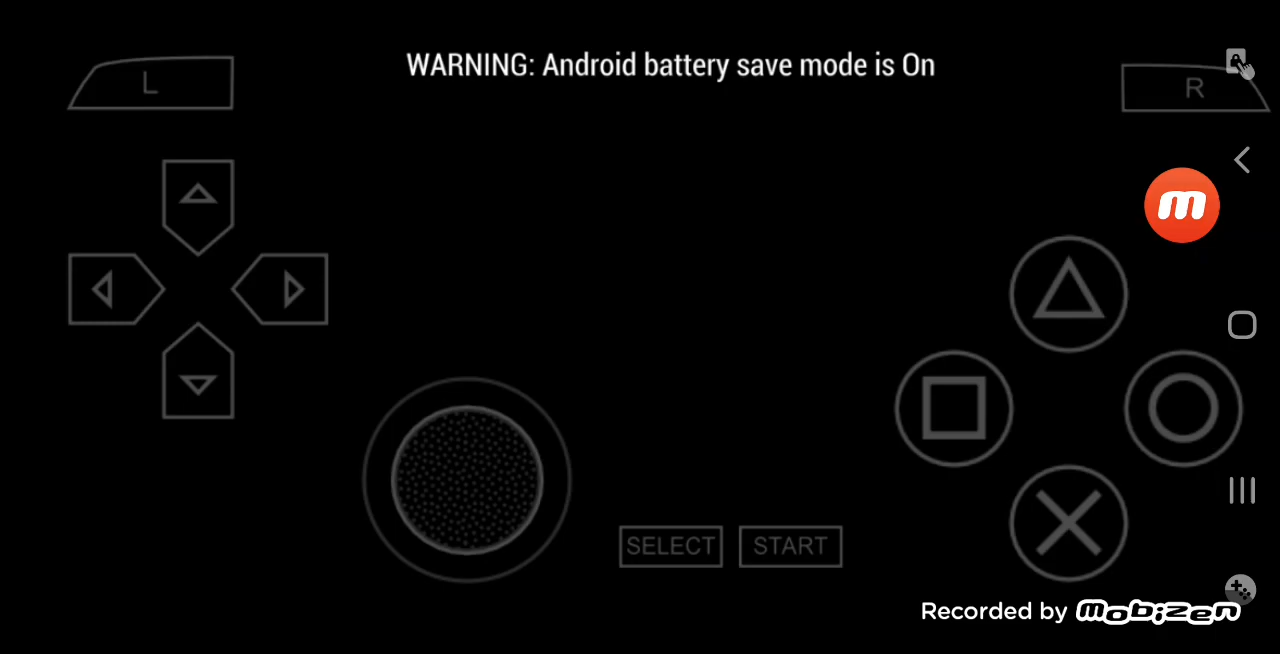 WARNING: Android battery save mode is On
L
R
m
SELECT START
Recorded by mobizen